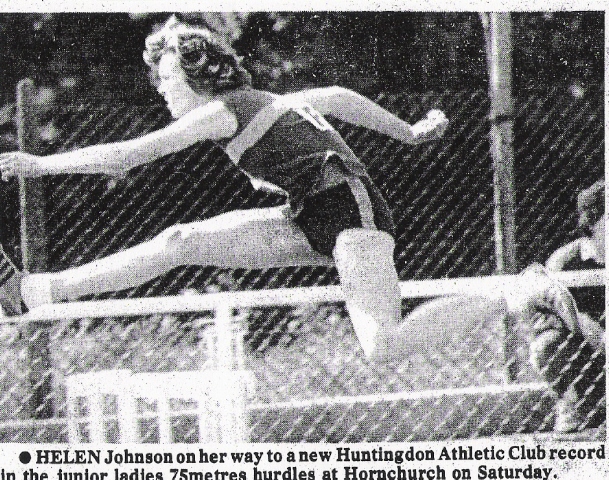 ● HELEN Johnson on her way to a new Huntingdon Athletic Club record
in the junior ladies 75metres hurdles at Hornchurch on Saturday.